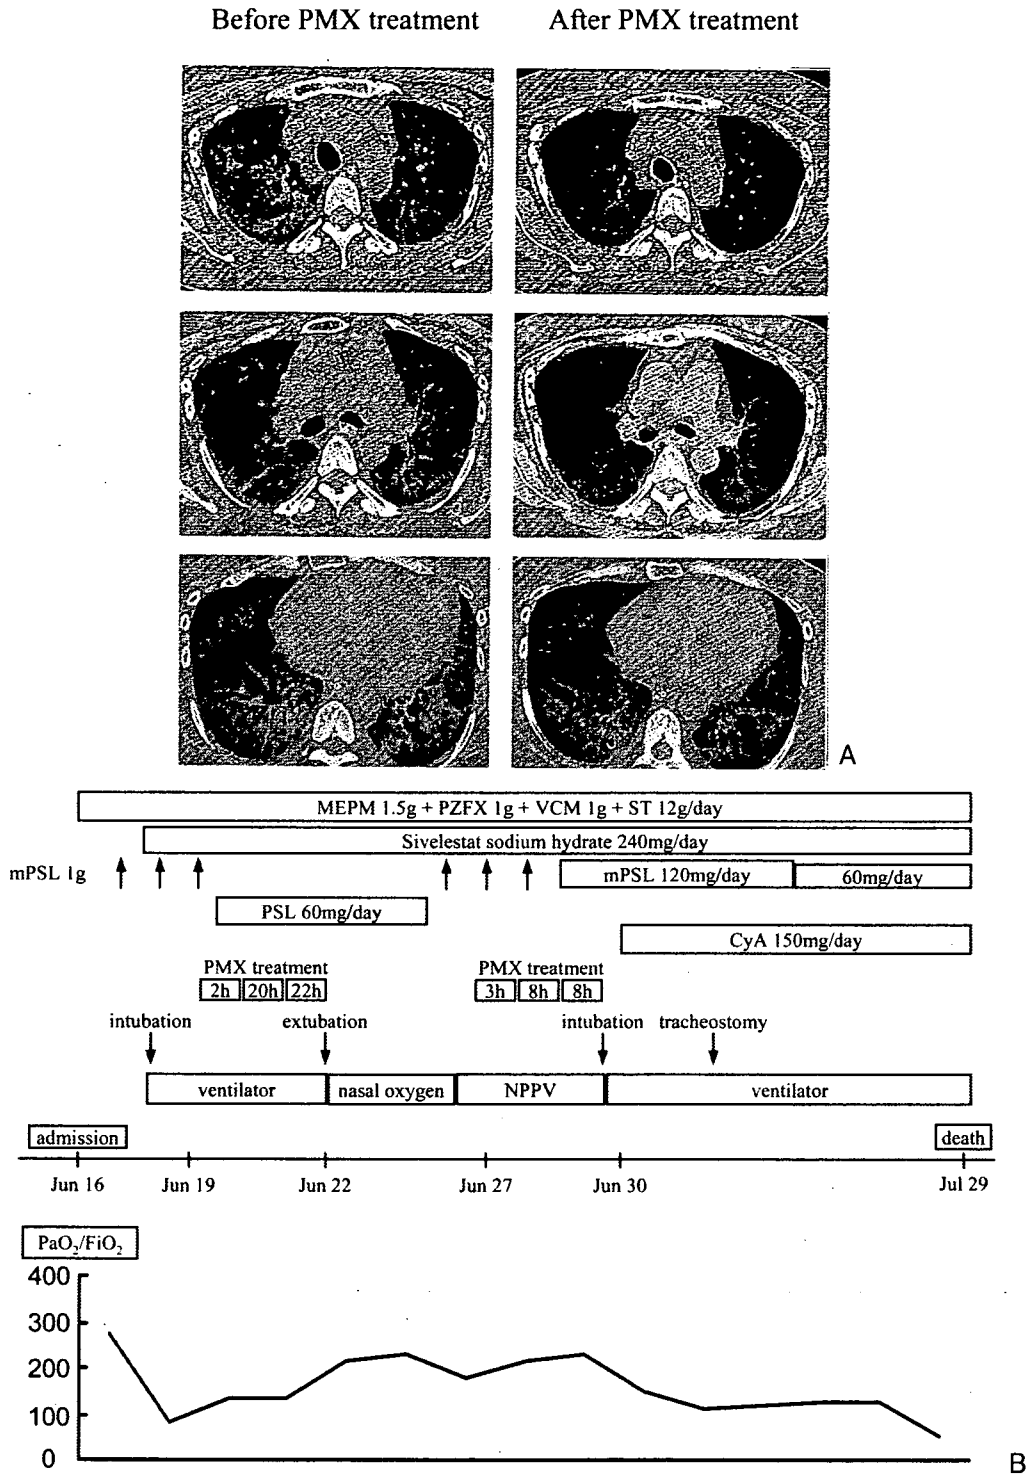 Before PMX treatment
After PMX treatment
A
MEPM 1.5g + PZFX 1g + VCM 1g + ST 12g/day
Sivelestat sodium hydrate 240mg/day
mPSL 1g
mPSL 120mg/day
60mg/day
PSL 60mg/day
CyA 150mg/day
PMX treatment
PMX treatment
2h
20h
22h
3h
8h
8h
intubation
extubation
intubation
tracheostomy
ventilator
nasal oxygen
NPPV
ventilator
admission
death
Jun 16
Jun 19
Jun 22
Jun 27
Jun 30
Jul 29
PaO₂/FiO₂
400
300
200
100
0
B